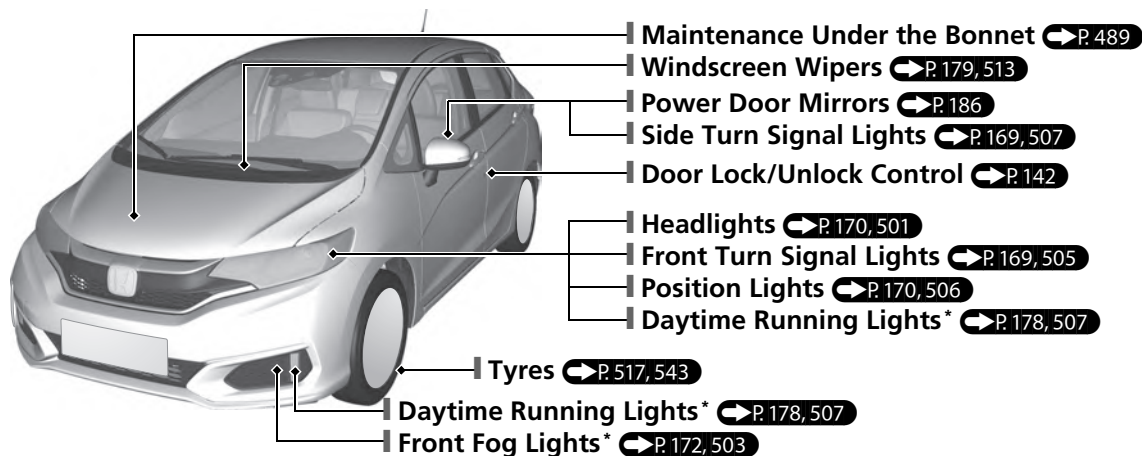 Maintenance Under the Bonnet P. 489
Windscreen Wipers P. 179, 513
Power Door Mirrors P. 186
Side Turn Signal Lights P. 169, 507
Door Lock/Unlock Control P. 142
Headlights P. 170, 501
Front Turn Signal Lights P. 169, 505
Position Lights P. 170, 506
Daytime Running Lights* P. 178, 507
Tyres P. 517, 543
Daytime Running Lights* P. 178, 507
Front Fog Lights* P. 172, 503